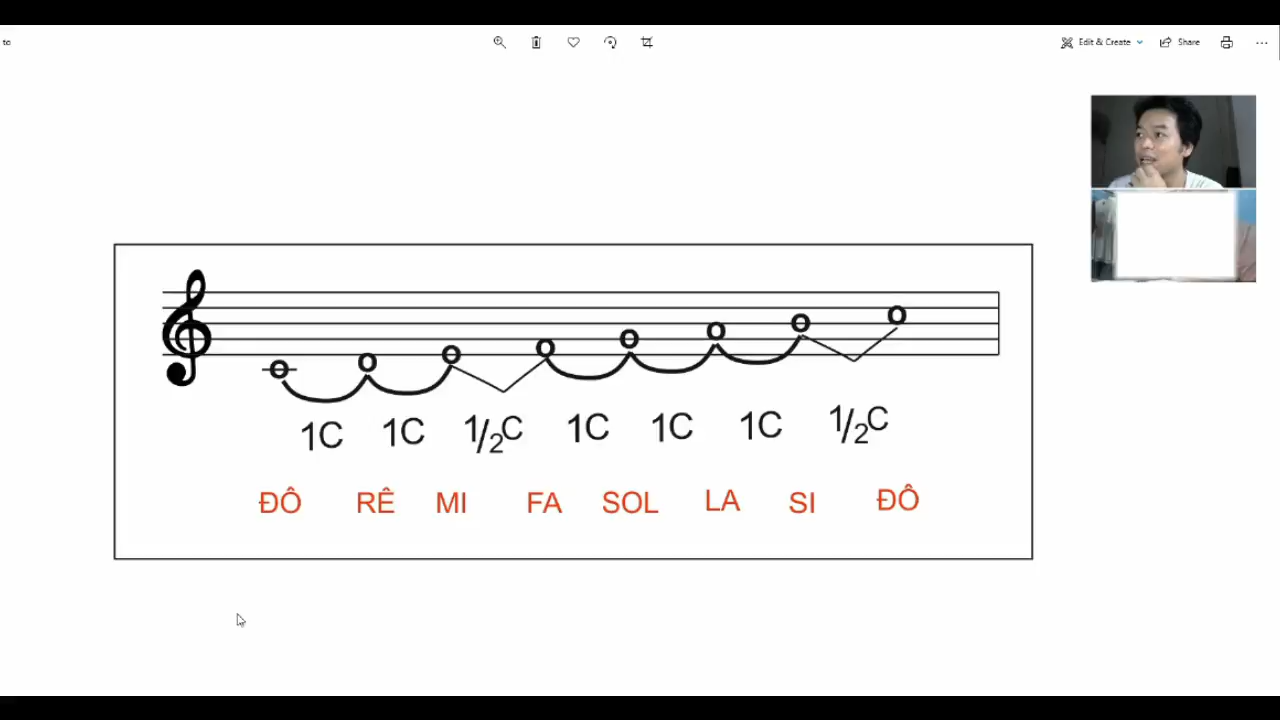 to
Edit & Create
Share
1C 1C 1/2C 1C 1C 1C 1/2C
ĐÔ RÊ MI FA SOL LA SI ĐÔ